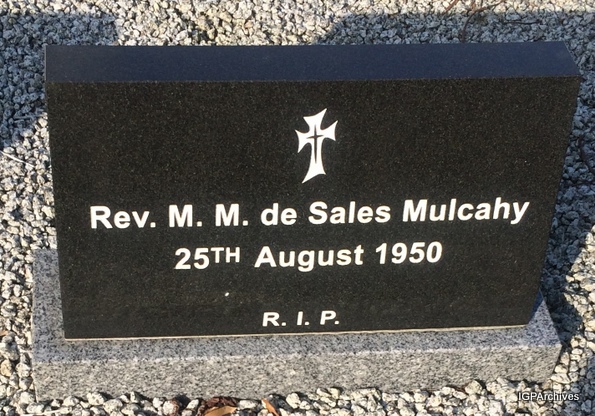 Rev. M. M. de Sales Mulcahy
25TH August 1950
R. I. P.
IGPArchives